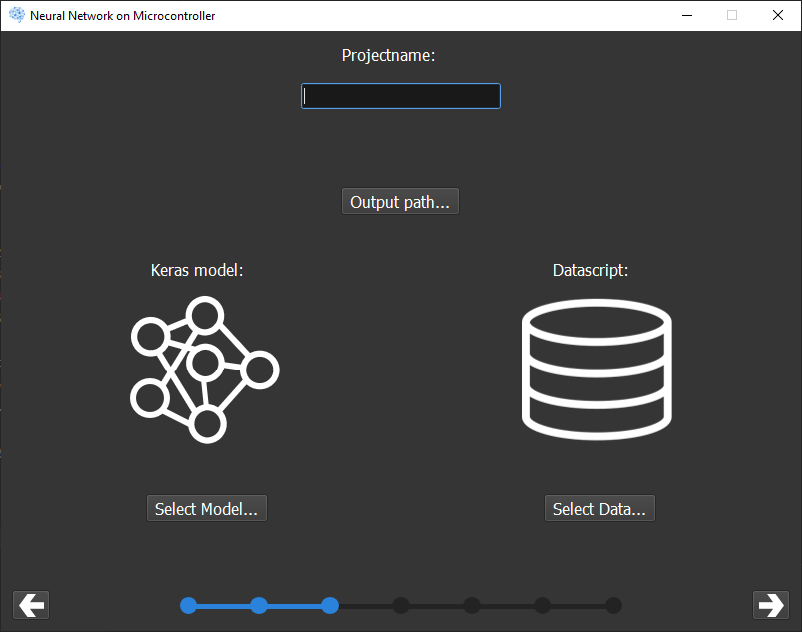 Neural Network on Microcontroller
Projectname:
Output path...
Keras model:
Datascript:
Select Model...
Select Data...